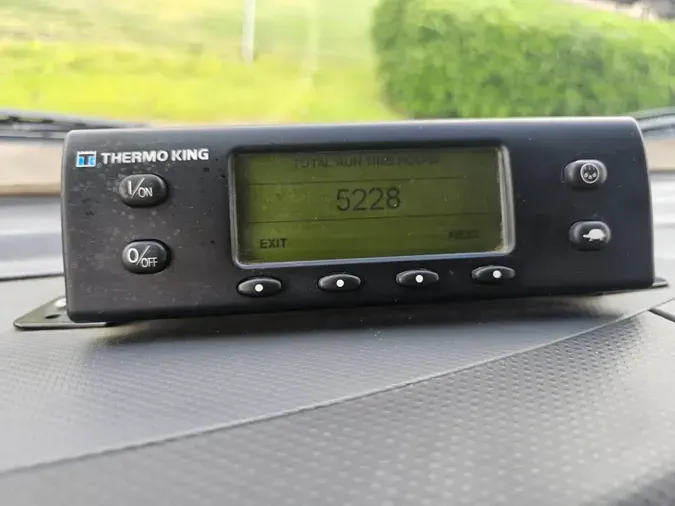 THERMO KING
I/ON
O/OFF
TOTAL RUN TIME HOURS
5228
EXIT
NEXT